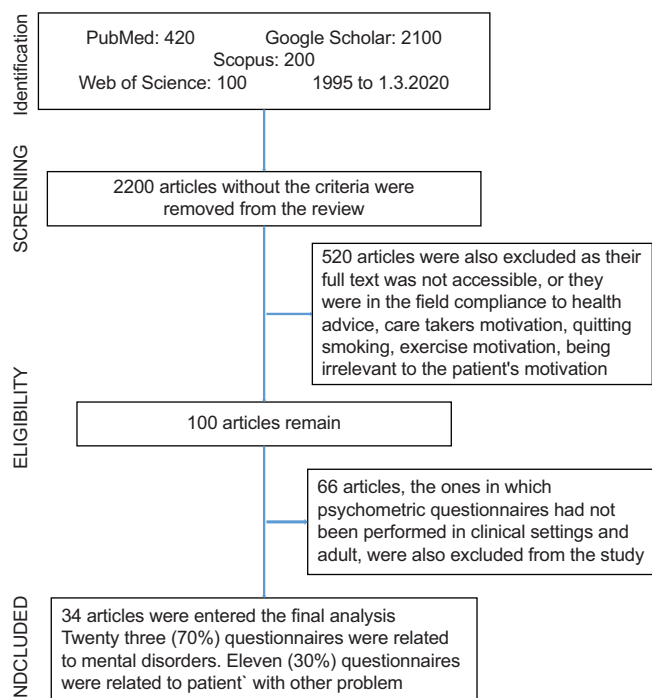 Identification
PubMed: 420 Google Scholar: 2100
Scopus: 200
Web of Science: 100 1995 to 1.3.2020
SCREENING
2200 articles without the criteria were
removed from the review
520 articles were also excluded as their
full text was not accessible, or they
were in the field compliance to health
advice, care takers motivation, quitting
smoking, exercise motivation, being
irrelevant to the patient's motivation
ELIGIBILITY
100 articles remain
66 articles, the ones in which
psychometric questionnaires had not
been performed in clinical settings and
adult, were also excluded from the study
NDCLUDED
34 articles were entered the final analysis
Twenty three (70%) questionnaires were related
to mental disorders. Eleven (30%) questionnaires
were related to patient` with other problem